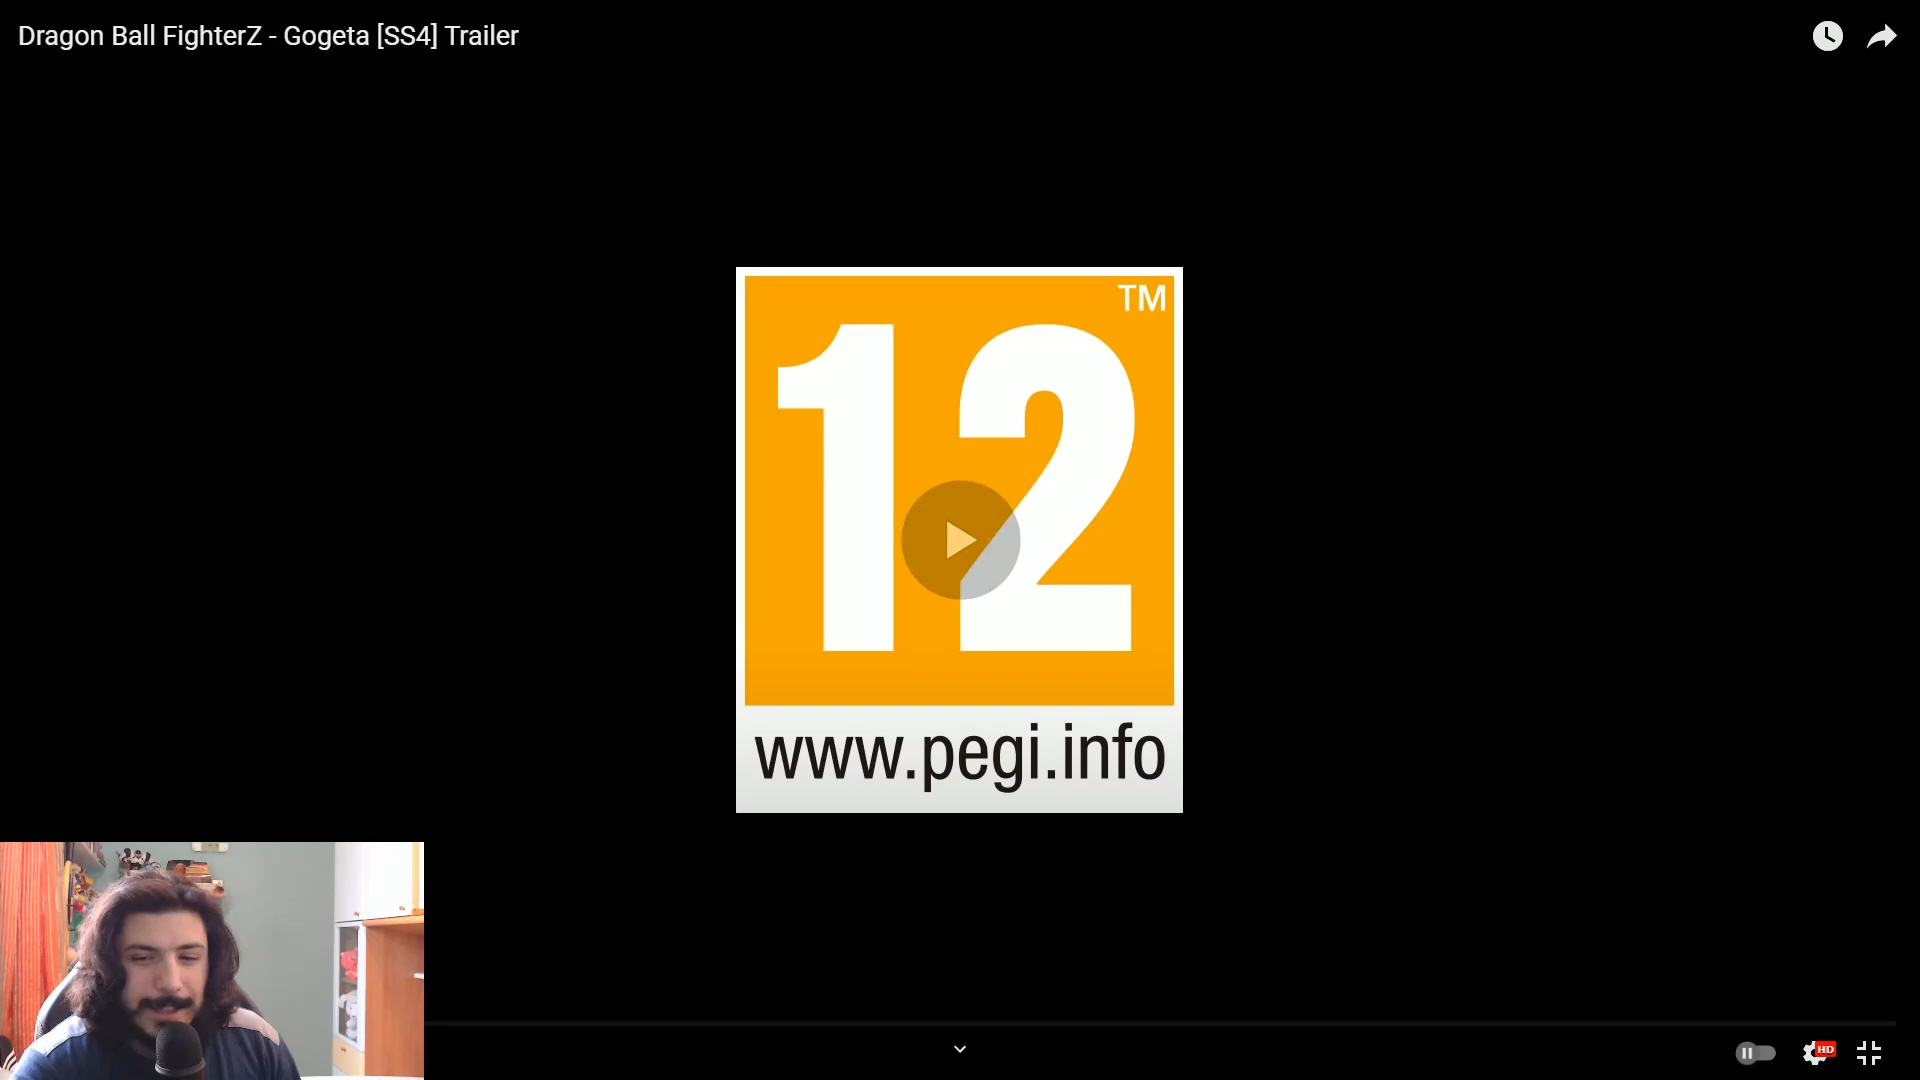 Dragon Ball FighterZ - Gogeta [SS4] Trailer
TM
12
www.pegi.info
HD